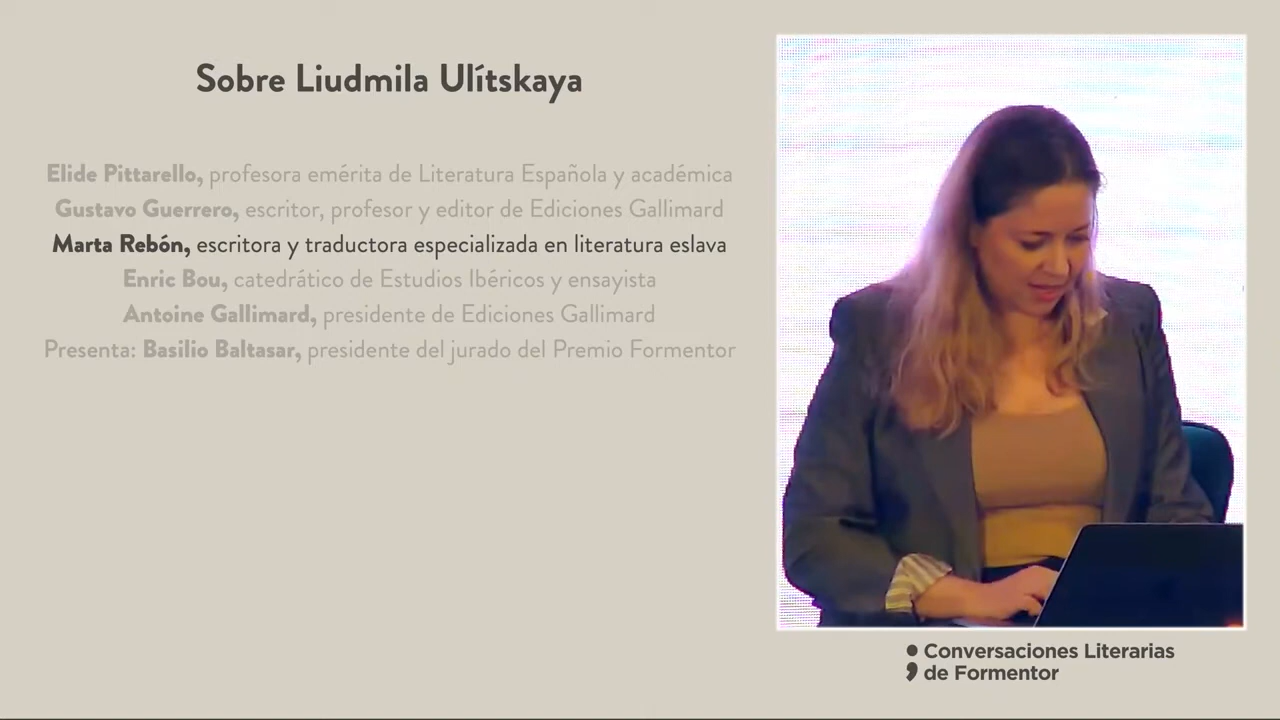 Sobre Liudmila Ulítskaya
Elide Pittarello, profesora emérita de Literatura Española y académica
Gustavo Guerrero, escritor, profesor y editor de Ediciones Gallimard
Marta Rebón, escritora y traductora especializada en literatura eslava
Enric Bou, catedrático de Estudios Ibéricos y ensayista
Antoine Gallimard, presidente de Ediciones Gallimard
Presenta: Basilio Baltasar, presidente del jurado del Premio Formentor
Conversaciones Literarias
de Formentor